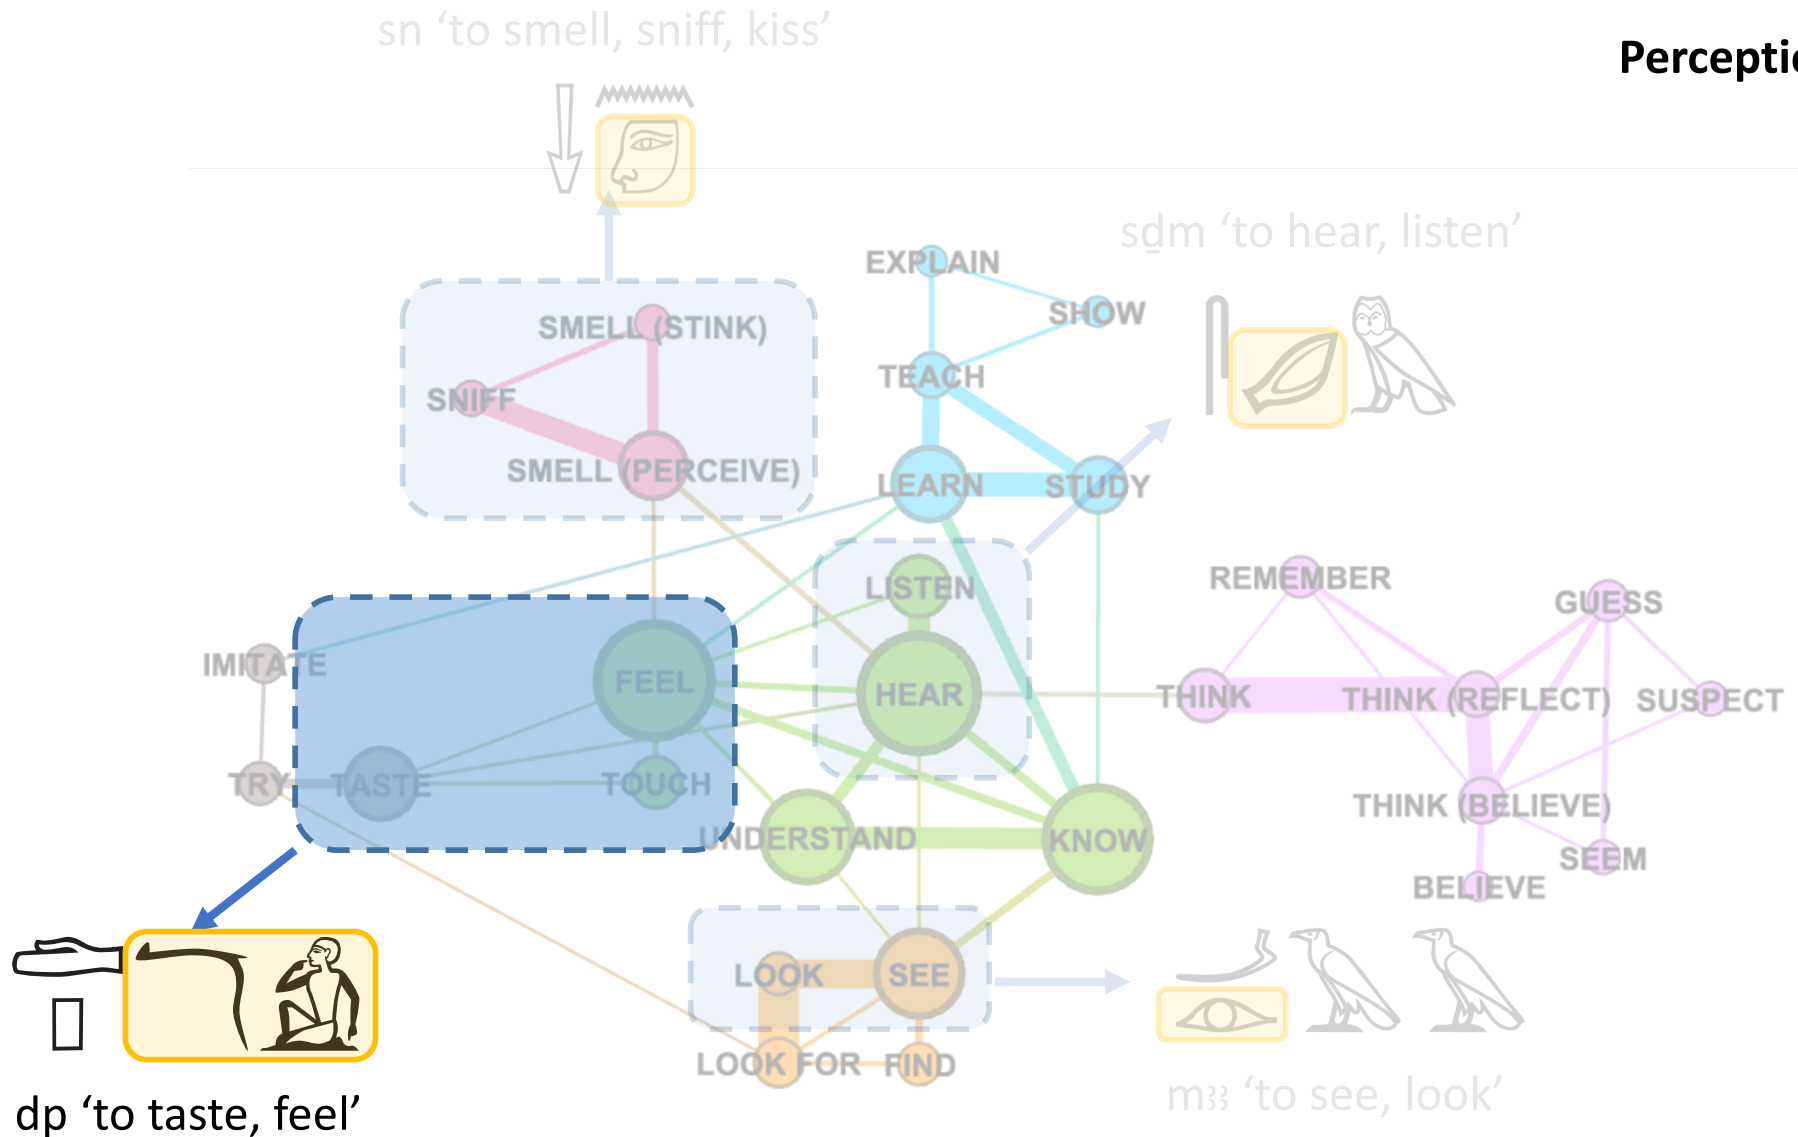 sn ‘to smell, sniff, kiss’
Perceptio
sḏm ‘to hear, listen’
EXPLAIN
SHOW
SMELL (STINK)
TEACH
SNIFF
SMELL (PERCEIVE)
LEARN
STUDY
LISTEN
REMEMBER
GUESS
IMITATE
FEEL
HEAR
THINK
THINK (REFLECT)
SUSPECT
TRY
TASTE
TOUCH
THINK (BELIEVE)
UNDERSTAND
KNOW
SEEM
BELIEVE
LOOK
SEE
LOOK FOR
FIND
mꜣꜣ ‘to see, look’
dp ‘to taste, feel’